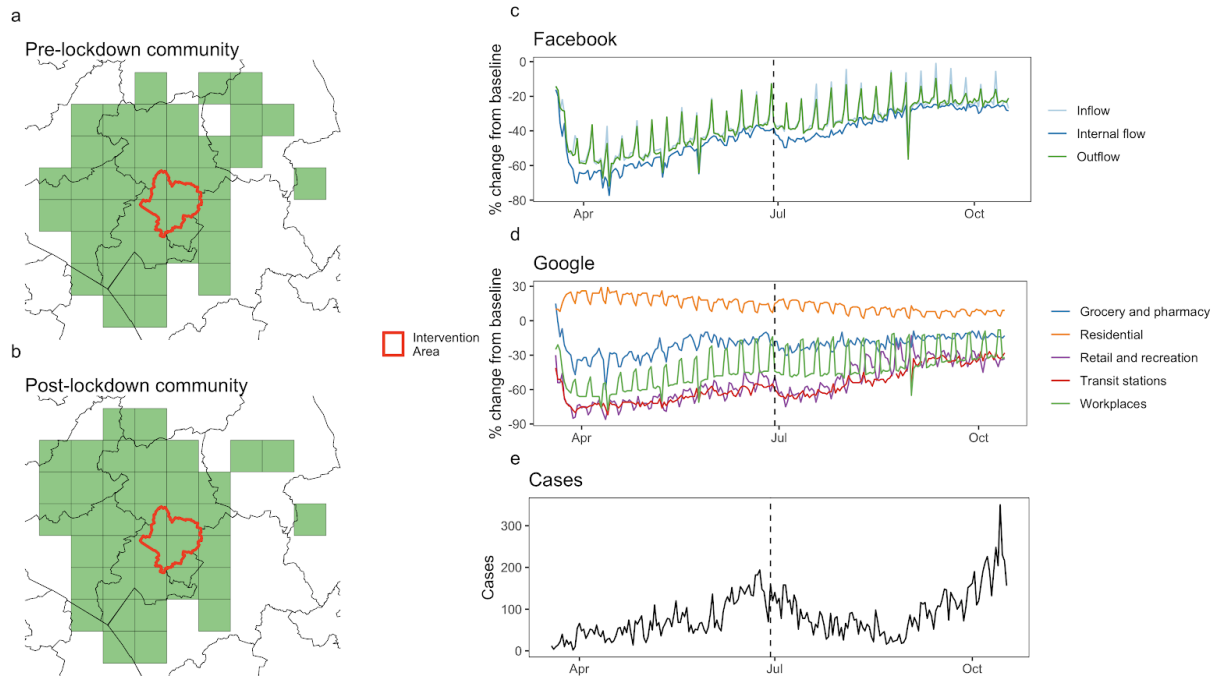 a
Pre-lockdown community
b
Post-lockdown community
Intervention
Area
c
Facebook
% change from baseline
0
-20
-40
-60
-80
Apr
Jul
Oct
Inflow
Internal flow
Outflow
d
Google
% change from baseline
30
0
-30
-60
-90
Apr
Jul
Oct
Grocery and pharmacy
Residential
Retail and recreation
Transit stations
Workplaces
e
Cases
Cases
300
200
100
0
Apr
Jul
Oct